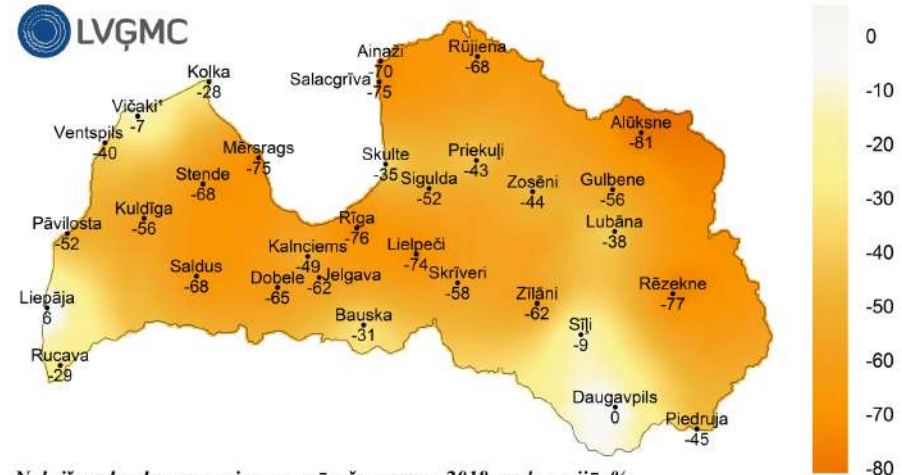 LVĢMC
Kolka
-28
Vičaki*
-7
Ventspils
-40
Mērsrags
-75
Stende
-68
Kuldīga
-56
Pāvilosta
-52
Saldus
-68
Liepāja
6
Rucava
-29
Dobele
-65
Kalnciems
-49
Jelgava
-62
Bauska
-31
Rīga
-76
Ainaži
-70
Salacgrīva
-75
Rūjiena
-68
Skulte
-35
Sigulda
-52
Priekuļi
-43
Zosēni
-44
Alūksne
-81
Gulbene
-56
Lubāna
-38
Lielpeči
-74
Skrīveri
-58
Zīlāni
-62
Rēzekne
-77
Sīļi
-9
Daugavpils
0
Piedruja
-45
0
-10
-20
-30
-40
-50
-60
-70
-80